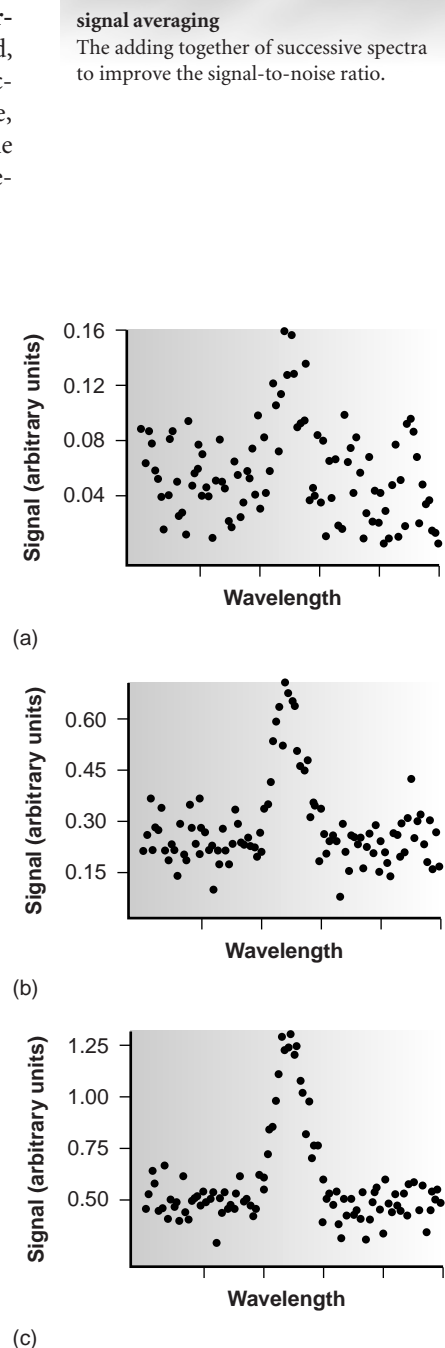 r-
d,
c-
e,
e
e-
signal averaging
The adding together of successive spectra
to improve the signal-to-noise ratio.
Signal (arbitrary units)
0.16
0.12
0.08
0.04
Wavelength
(a)
Signal (arbitrary units)
0.60
0.45
0.30
0.15
Wavelength
(b)
Signal (arbitrary units)
1.25
1.00
0.75
0.50
Wavelength
(c)